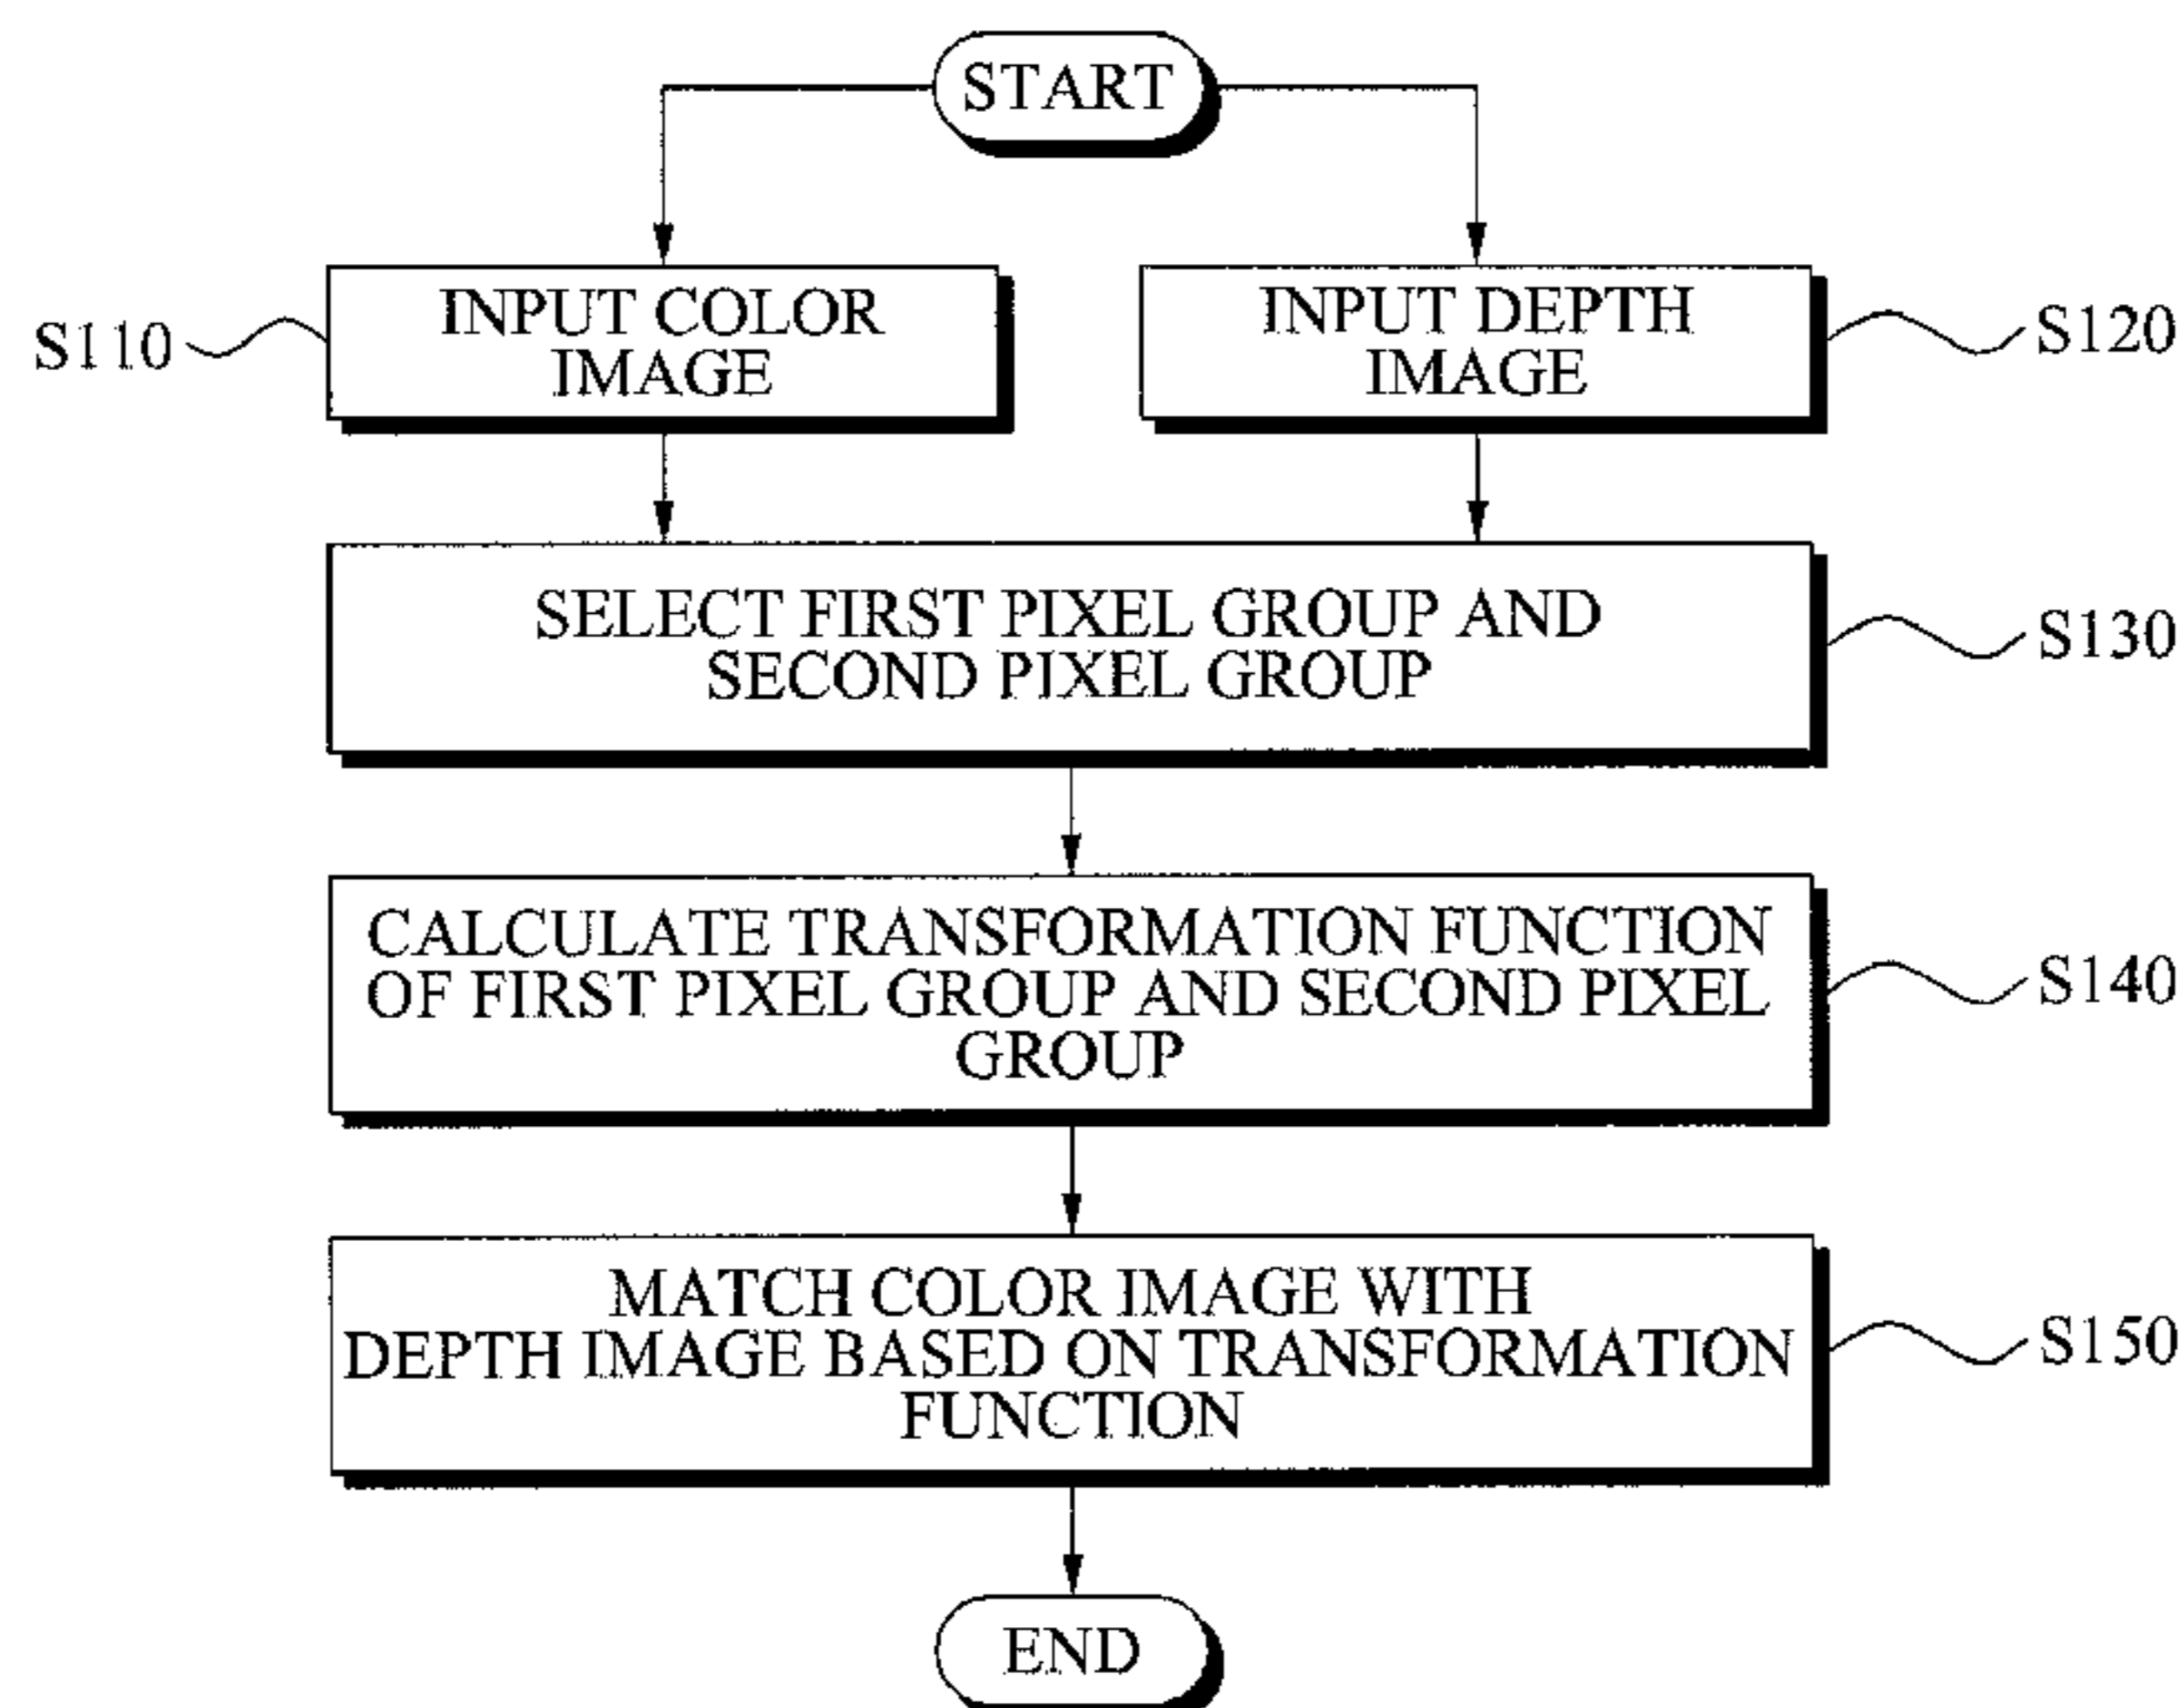 START
S110
INPUT COLOR
IMAGE
INPUT DEPTH
IMAGE
S120
SELECT FIRST PIXEL GROUP AND
SECOND PIXEL GROUP
S130
CALCULATE TRANSFORMATION FUNCTION
OF FIRST PIXEL GROUP AND SECOND PIXEL
GROUP
S140
MATCH COLOR IMAGE WITH
DEPTH IMAGE BASED ON TRANSFORMATION
FUNCTION
S150
END